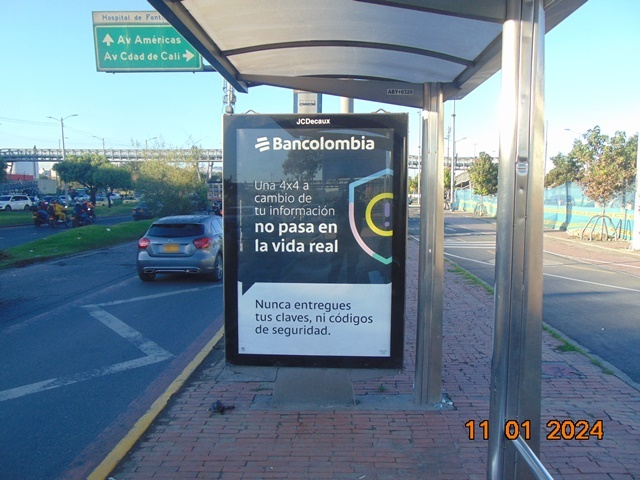 Hospital de
Av Américas
Av Cdad de Cali
JCDecaux
Bancolombia
Una 4x4 a
cambio de
tu información
no pasa en
la vida real
Nunca entregues
tus claves, ni códigos
de seguridad.
11 01 2024